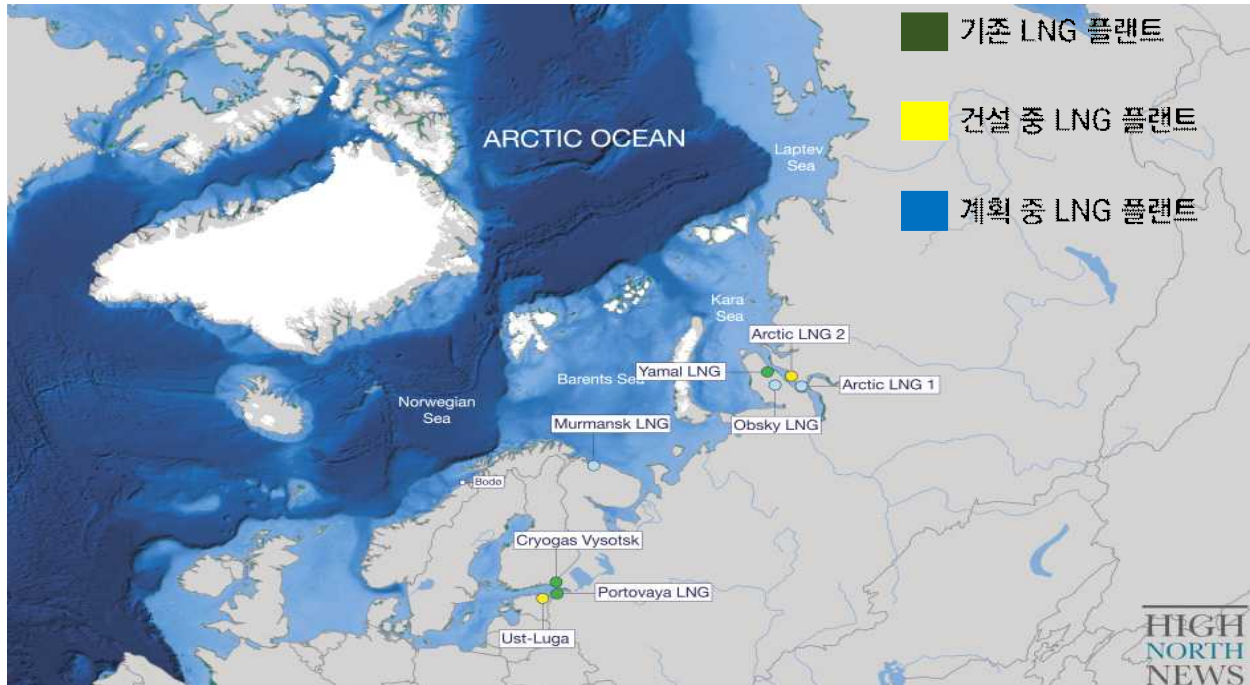 기존 LNG 플랜트
건설 중 LNG 플랜트
계획 중 LNG 플랜트
ARCTIC OCEAN
Laptev
Sea
Kara
Sea
Arctic LNG 2
Yamal LNG
Arctic LNG 1
Barents Sea
Norwegian
Sea
Murmansk LNG
Obsky LNG
Bodø
Cryogas Vysotsk
Portovaya LNG
Ust-Luga
HIGH
NORTH
NEWS